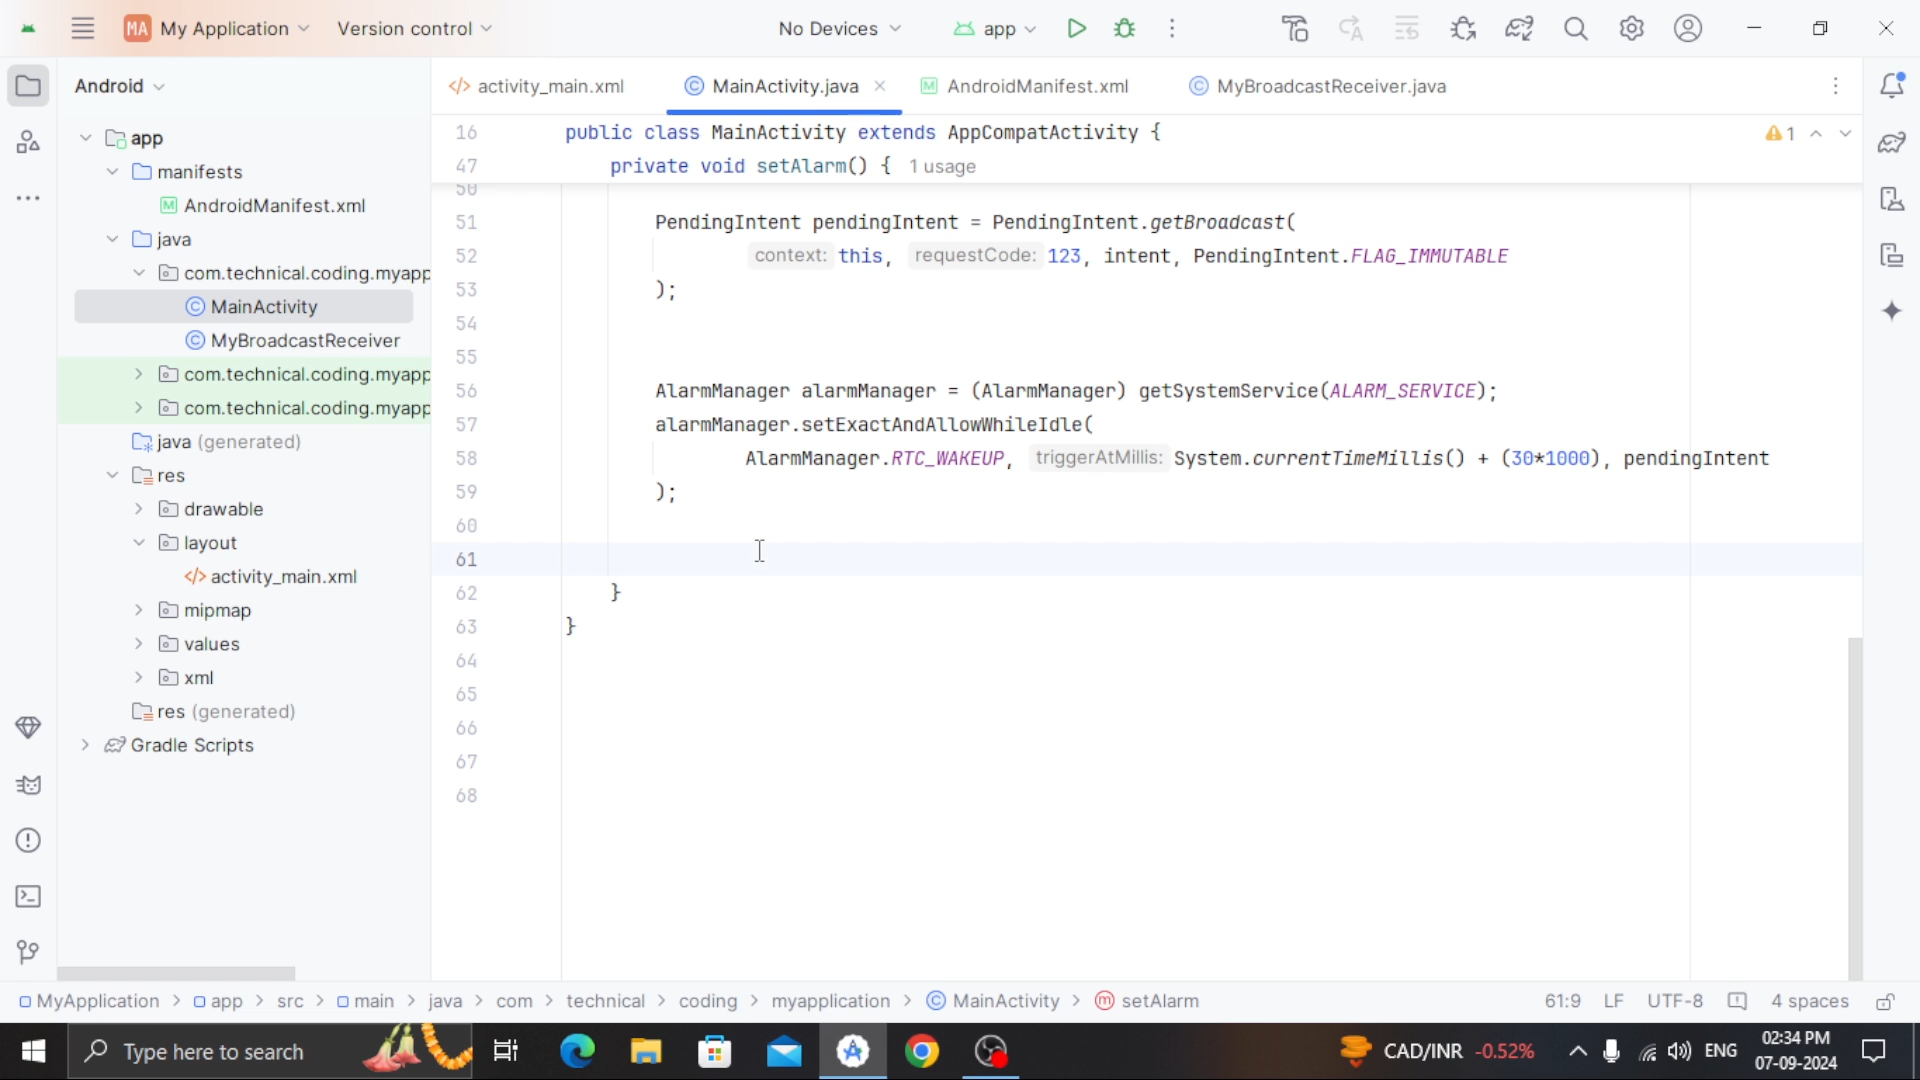 MA My Application Version control No Devices app
Android
activity_main.xml MainActivity.java AndroidManifest.xml MyBroadcastReceiver.java
app
manifests
AndroidManifest.xml
java
com.technical.coding.myapp
MainActivity
MyBroadcastReceiver
com.technical.coding.myapp
com.technical.coding.myapp
java (generated)
res
drawable
layout
activity_main.xml
mipmap
values
xml
res (generated)
Gradle Scripts
16 public class MainActivity extends AppCompatActivity { 1
47 private void setAlarm() { 1 usage
50
51 PendingIntent pendingIntent = PendingIntent.getBroadcast(
52 context: this, requestCode: 123, intent, PendingIntent.FLAG_IMMUTABLE
53 );
54
55
56 AlarmManager alarmManager = (AlarmManager) getSystemService(ALARM_SERVICE);
57 alarmManager.setExactAndAllowWhileIdle(
58 AlarmManager.RTC_WAKEUP, triggerAtMillis: System.currentTimeMillis() + (30*1000), pendingIntent
59 );
60
61
62 }
63 }
64
65
66
67
68
MyApplication > app > src > main > java > com > technical > coding > myapplication > MainActivity > setAlarm 61:9 LF UTF-8 4 spaces
Type here to search CAD/INR -0.52% ENG 02:34 PM
07-09-2024